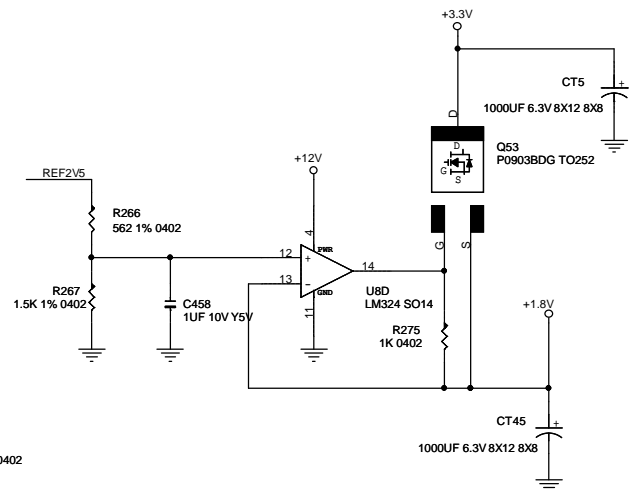 +3.3V
CT5
1000UF 6.3V 8X12 8X8
D
Q53
P0903BDG TO252
D
G
S
+12V
REF2V5
R266
562 1% 0402
4
G
S
12
PWR
+
14
13
-
GND
U8D
LM324 SO14
11
R267
1.5K 1% 0402
C458
1UF 10V Y5V
+1.8V
R275
1K 0402
CT45
1000UF 6.3V 8X12 8X8
0402